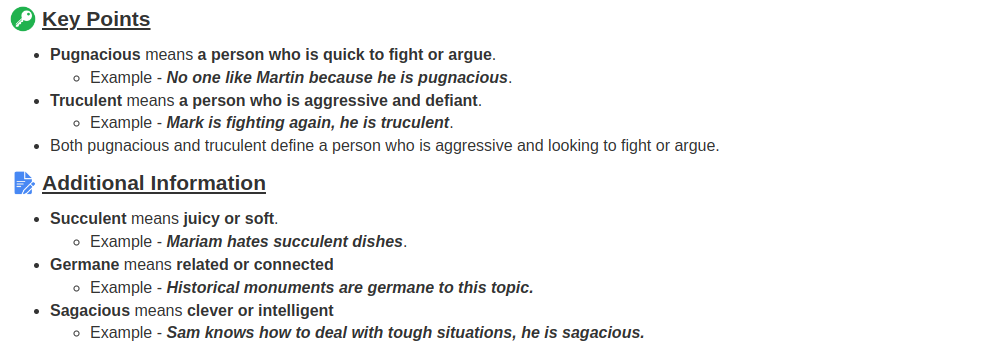 Key Points
• Pugnacious means a person who is quick to fight or argue.
◦ Example - No one like Martin because he is pugnacious.
• Truculent means a person who is aggressive and defiant.
◦ Example - Mark is fighting again, he is truculent.
• Both pugnacious and truculent define a person who is aggressive and looking to fight or argue.
Additional Information
• Succulent means juicy or soft.
◦ Example - Mariam hates succulent dishes.
• Germane means related or connected
◦ Example - Historical monuments are germane to this topic.
• Sagacious means clever or intelligent
◦ Example - Sam knows how to deal with tough situations, he is sagacious.